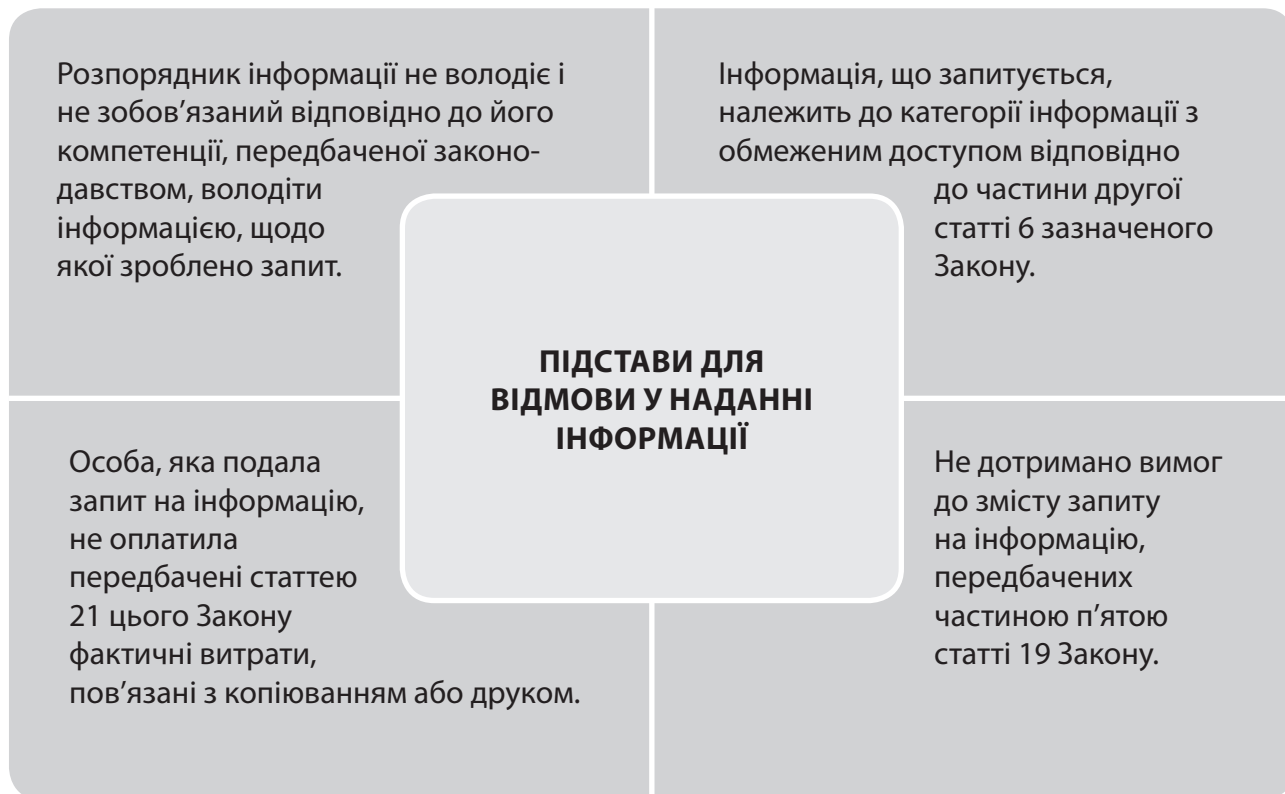 Розпорядник інформації не володіє і
не зобов’язаний відповідно до його
компетенції, передбаченої законо-
давством, володіти
інформацією, щодо
якої зроблено запит.
Інформація, що запитується,
належить до категорії інформації з
обмеженим доступом відповідно
до частини другої
статті 6 зазначеного
Закону.
ПІДСТАВИ ДЛЯ
ВІДМОВИ У НАДАННІ
ІНФОРМАЦІЇ
Особа, яка подала
запит на інформацію,
не оплатила
передбачені статтею
21 цього Закону
фактичні витрати,
пов’язані з копіюванням або друком.
Не дотримано вимог
до змісту запиту
на інформацію,
передбачених
частиною п’ятою
статті 19 Закону.